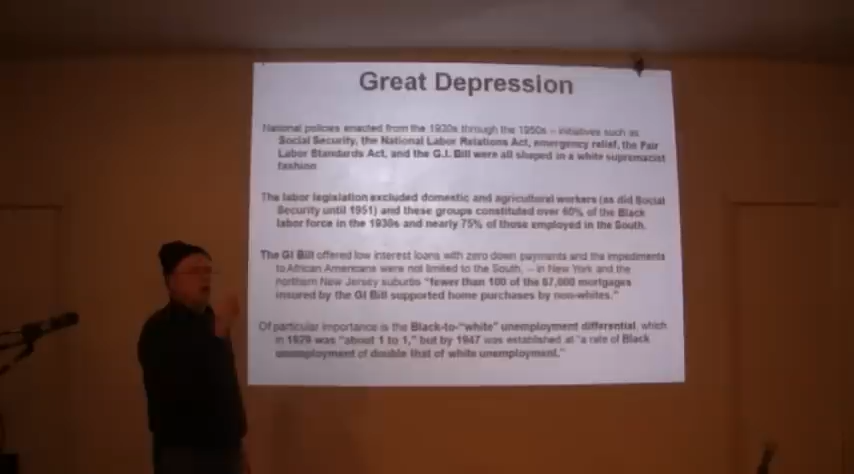 Great Depression
National policies enacted from the 1930s through the 1950s – initiatives such as
Social Security, the National Labor Relations Act, emergency relief, the Fair
Labor Standards Act, and the G.I. Bill were all shaped in a white supremacist
fashion
The labor legislation excluded domestic and agricultural workers (as did Social
Security until 1951) and these groups constituted over 60% of the Black
labor force in the 1930s and nearly 75% of those employed in the South.
The GI Bill offered low interest loans with zero down payments and the impediments
to African Americans were not limited to the South, – in New York and the
northern New Jersey suburbs "fewer than 100 of the 67,000 mortgages
insured by the GI Bill supported home purchases by non-whites."
Of particular importance is the Black-to-"white" unemployment differential, which
in 1929 was "about 1 to 1," but by 1947 was established at "a rate of Black
unemployment of double that of white unemployment."